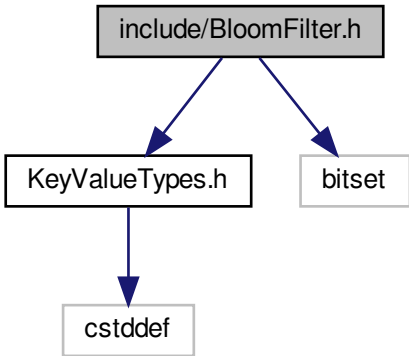 include/BloomFilter.h
KeyValueTypes.h
bitset
cstddef